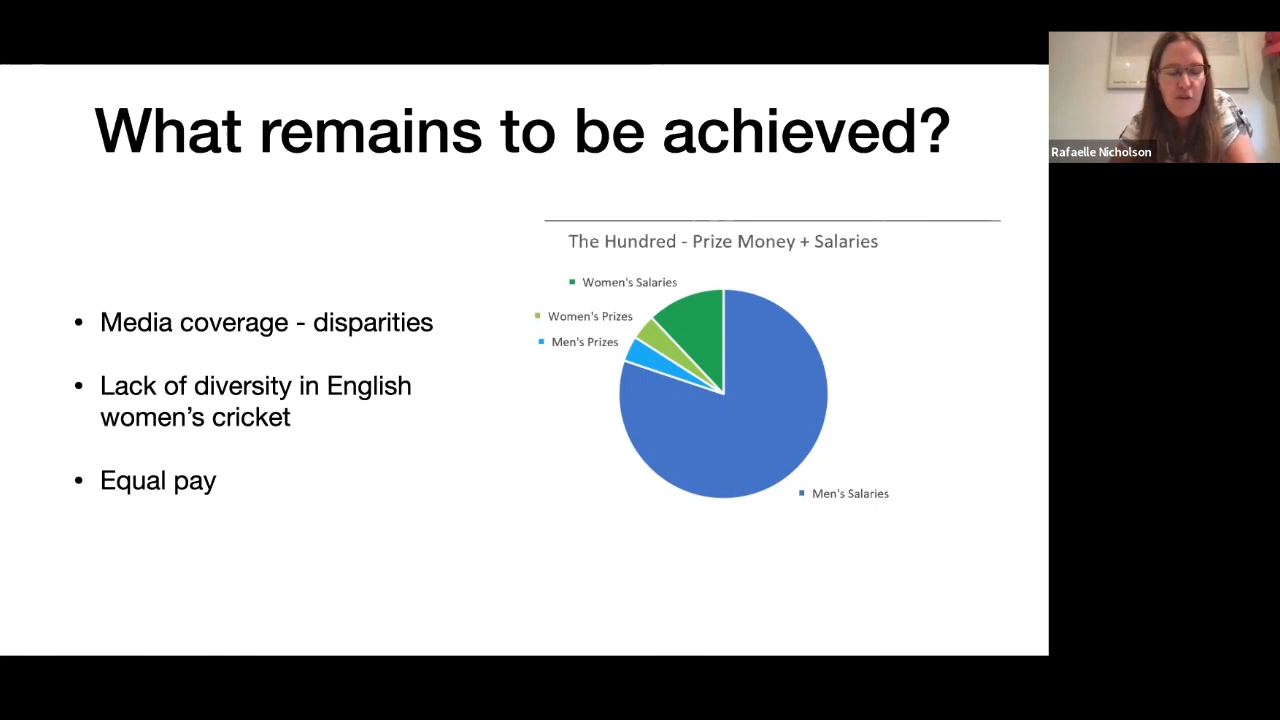 What remains to be achieved?
• Media coverage - disparities
• Lack of diversity in English
women’s cricket
• Equal pay
The Hundred - Prize Money + Salaries
Women's Salaries
Women's Prizes
Men's Prizes
Men's Salaries
Rafaelle Nicholson